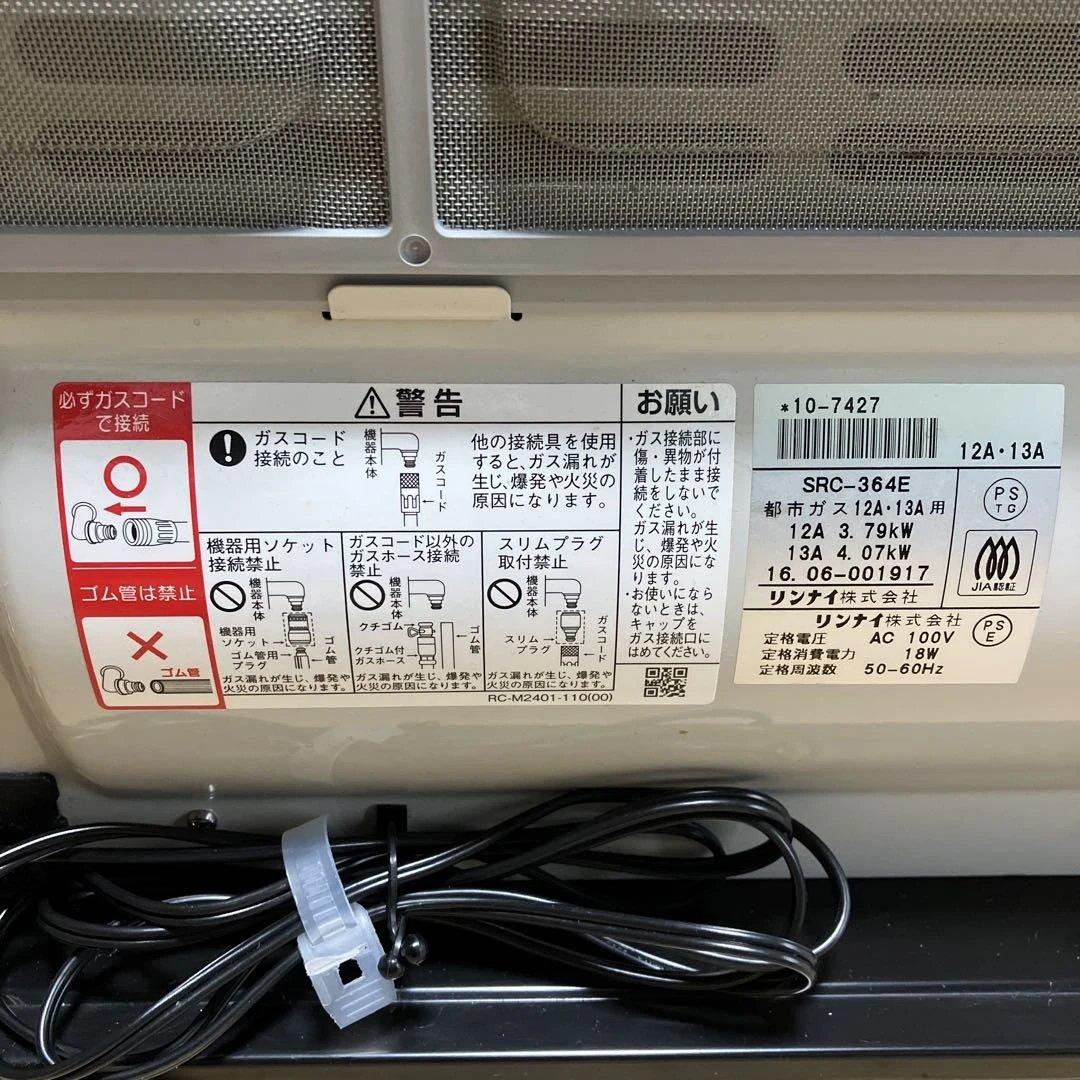 必ずガスコード
で接続
ゴム管は禁止
ゴム管
警告
ガスコード
接続のこと
機器本体
ガスコード
他の接続具を使用
すると、ガス漏れが
生じ、爆発や火災の
原因になります。
機器用ソケット
接続禁止
機器本体
機器用
ソケット
ゴム管用
プラグ
ゴム管
ガス漏れが生じ、爆発や
火災の原因になります。
ガスコード以外の
ガスホース接続
禁止
機器本体
クチゴム
クチゴム付
ガスホース
ゴム管
ガス漏れが生じ、爆発や
火災の原因になります。
スリムプラグ
取付禁止
機器本体
スリム
プラグ
ガスコード
ガス漏れが生じ、爆発や
火災の原因になります。
RC-M2401-110(00)
お願い
・ガス接続部に
傷・異物が付
着したまま接
続をしないで
ください。
ガス漏れが生
じ、爆発や火
災の原因にな
ります。
・お使いになら
ないときは、
キャップを
ガス接続口に
はめてください。
*10-7427
12A・13A
SRC-364E
都市ガス12A・13A用
12A 3.79kW
13A 4.07kW
16. 06-001917
リンナイ株式会社
PS
TG
JIA認証
リンナイ株式会社
定格電圧 AC 100V
定格消費電力 18W
定格周波数 50-60Hz
PS
E